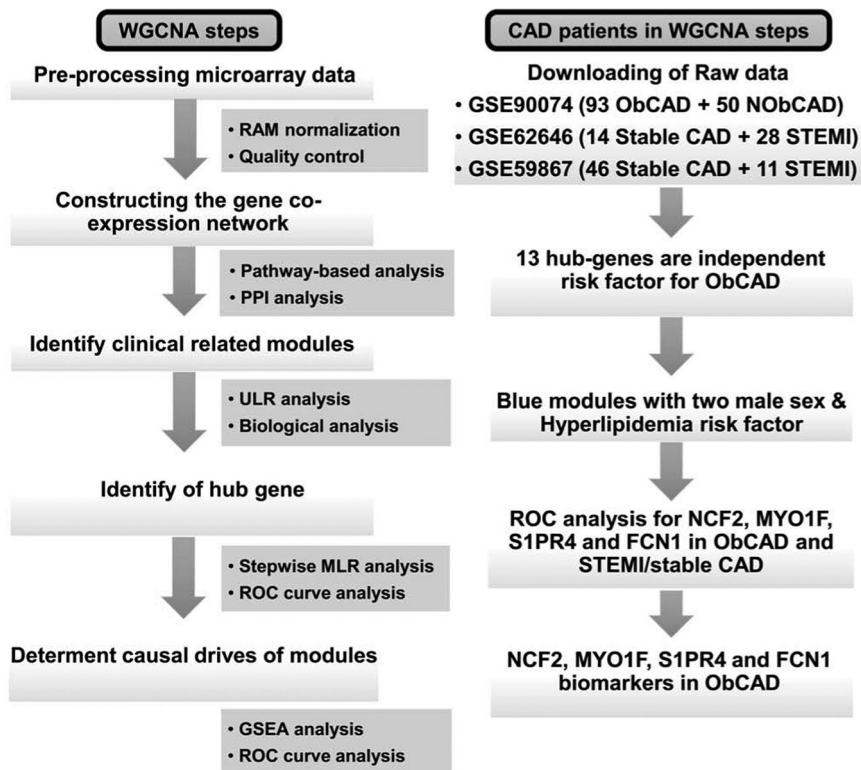 WGCNA steps
Pre-processing microarray data
• RAM normalization
• Quality control
Constructing the gene co-
expression network
• Pathway-based analysis
• PPI analysis
Identify clinical related modules
• ULR analysis
• Biological analysis
Identify of hub gene
• Stepwise MLR analysis
• ROC curve analysis
Determent causal drives of modules
• GSEA analysis
• ROC curve analysis
CAD patients in WGCNA steps
Downloading of Raw data
• GSE90074 (93 ObCAD + 50 NObCAD)
• GSE62646 (14 Stable CAD + 28 STEMI)
• GSE59867 (46 Stable CAD + 11 STEMI)
13 hub-genes are independent
risk factor for ObCAD
Blue modules with two male sex &
Hyperlipidemia risk factor
ROC analysis for NCF2, MYO1F,
S1PR4 and FCN1 in ObCAD and
STEMI/stable CAD
NCF2, MYO1F, S1PR4 and FCN1
biomarkers in ObCAD